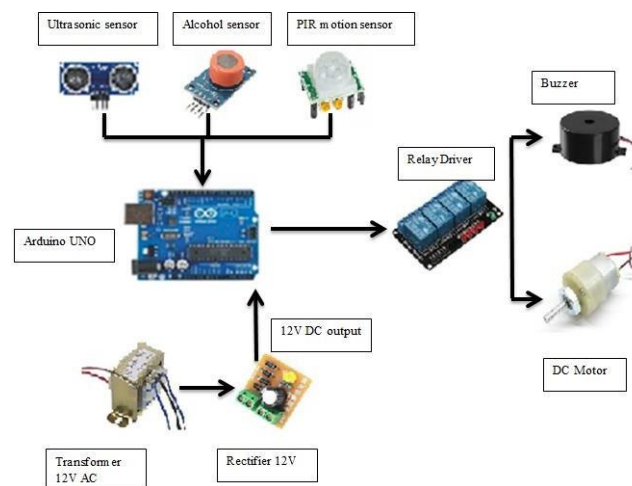 Ultrasonic sensor
Alcohol sensor
PIR motion sensor
Buzzer
Relay Driver
Arduino UNO
12V DC output
DC Motor
Transformer
12V AC
Rectifier 12V